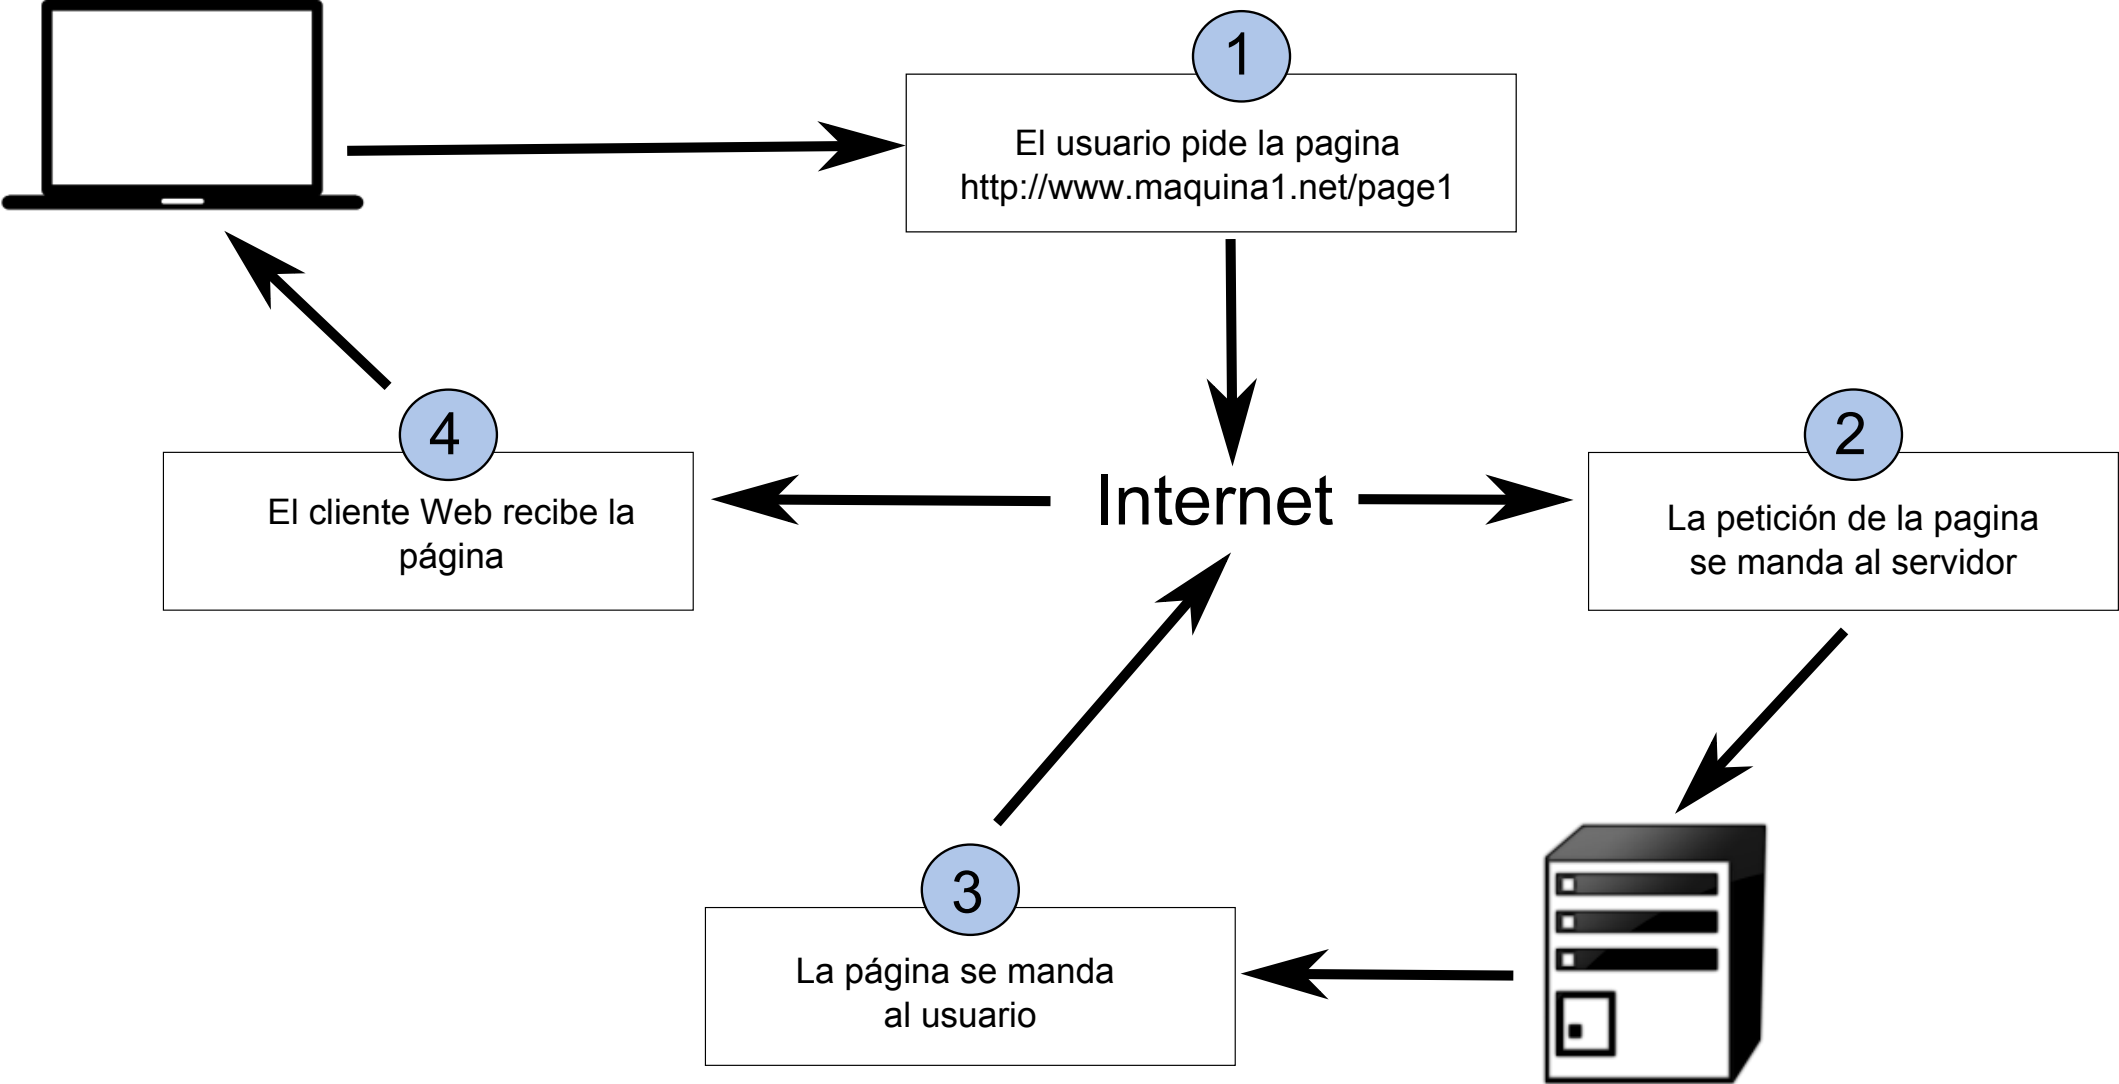 1
El usuario pide la pagina
http://www.maquina1.net/page1
4
El cliente Web recibe la
página
Internet
2
La petición de la pagina
se manda al servidor
3
La página se manda
al usuario